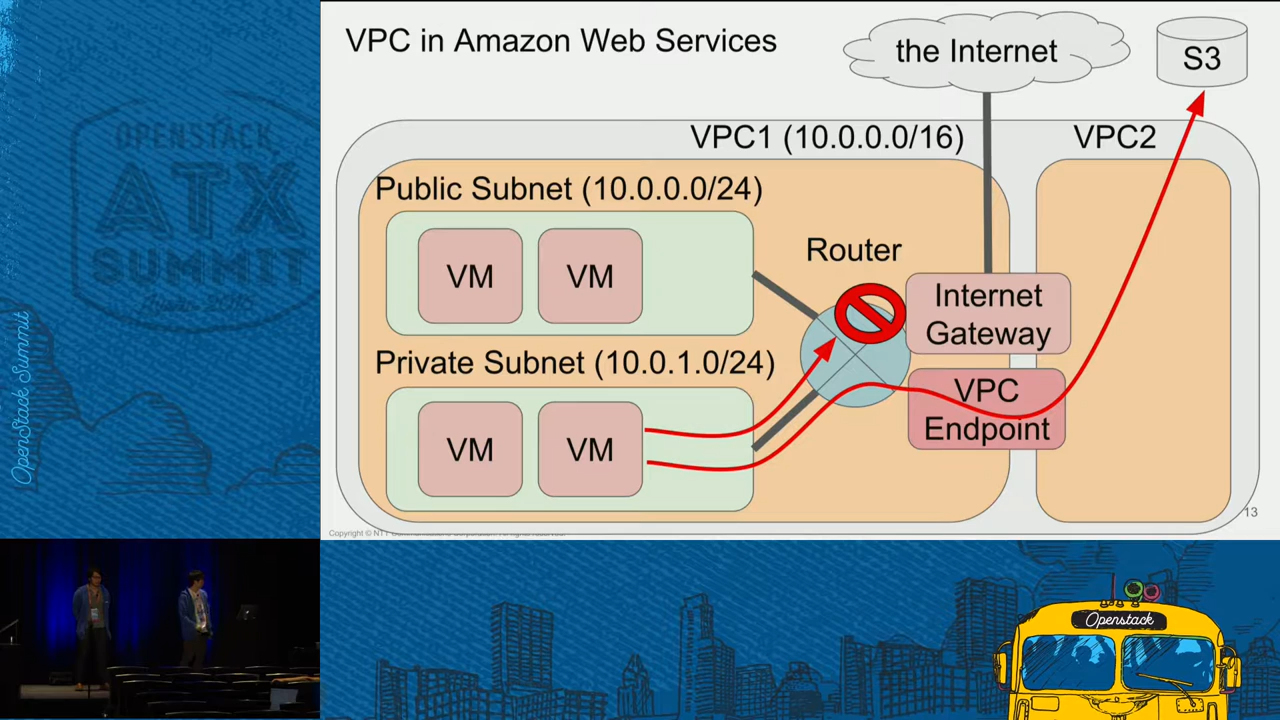 VPC in Amazon Web Services
the Internet
S3
VPC1 (10.0.0.0/16)
VPC2
Public Subnet (10.0.0.0/24)
VM
VM
Router
Internet
Gateway
Private Subnet (10.0.1.0/24)
VM
VM
VPC
Endpoint
13
OPENSTACK
ATX
SUMMIT
OpenStack Summit
Openstack